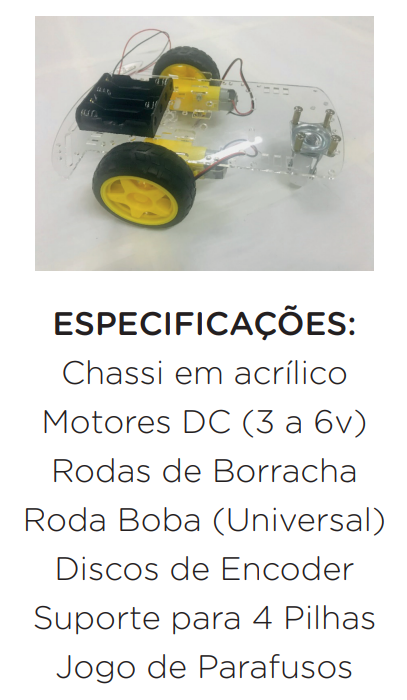 ESPECIFICAÇÕES:
Chassi em acrílico
Motores DC (3 a 6v)
Rodas de Borracha
Roda Boba (Universal)
Discos de Encoder
Suporte para 4 Pilhas
Jogo de Parafusos